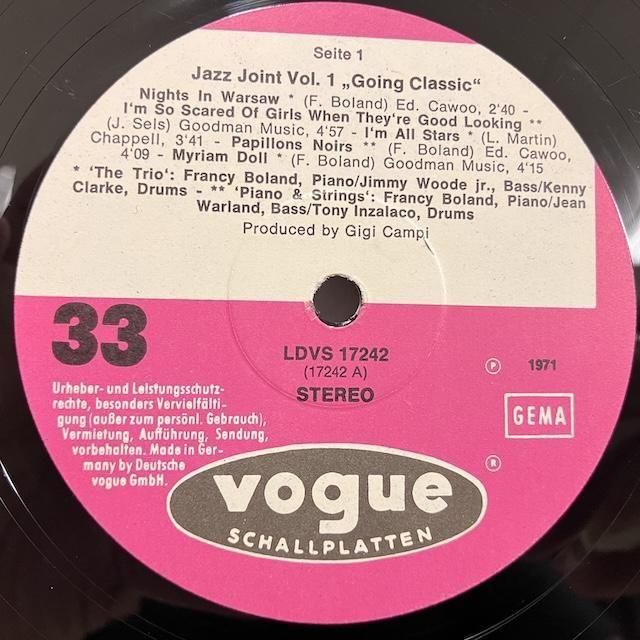 Seite 1
Jazz Joint Vol. 1 „Going Classic“
Nights In Warsaw * (F. Boland) Ed. Cawoo, 2'40 -
I'm So Scared Of Girls When They're Good Looking **
(J. Sels) Goodman Music, 4'57 - I'm All Stars * (L. Martin)
Chappell, 3'41 - Papillons Noirs ** (F. Boland) Ed. Cawoo,
4'09 - Myriam Doll * (F. Boland) Goodman Music, 4'15
* 'The Trio': Francy Boland, Piano/Jimmy Woode jr., Bass/Kenny
Clarke, Drums - ** 'Piano & Strings': Francy Boland, Piano/Jean
Warland, Bass/Tony Inzalaco, Drums
Produced by Gigi Campi
33
LDVS 17242
(17242 A)
STEREO
Ⓟ 1971
GEMA
Urheber- und Leistungsschutz-
rechte, besonders Vervielfälti-
gung (außer zum persönl. Gebrauch),
Vermietung, Aufführung, Sendung,
vorbehalten. Made in Ger-
many by Deutsche
vogue GmbH.
®
vogue
SCHALLPLATTEN